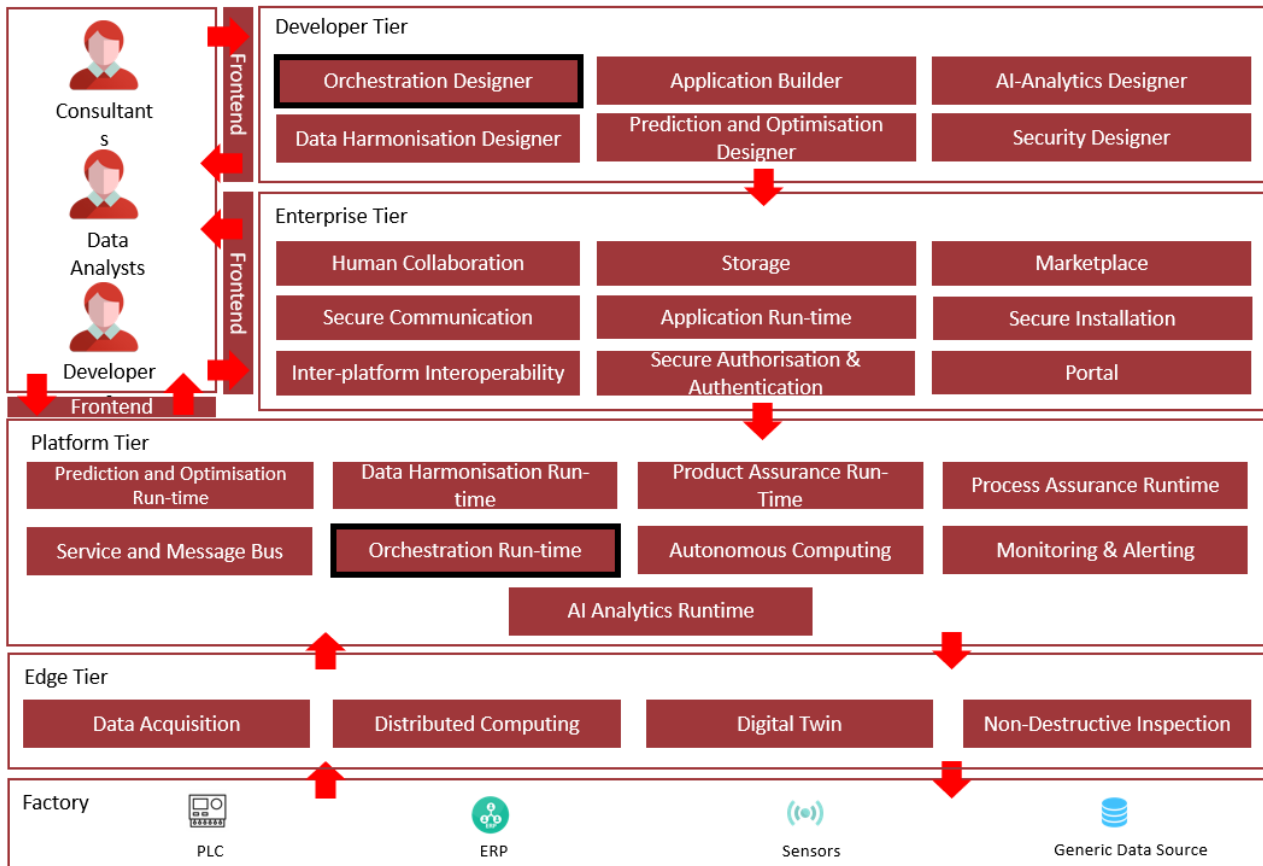 Consultant
s
Data
Analysts
Developer
Frontend
Frontend
Frontend
Developer Tier
Orchestration Designer
Application Builder
AI-Analytics Designer
Data Harmonisation Designer
Prediction and Optimisation
Designer
Security Designer
Enterprise Tier
Human Collaboration
Storage
Marketplace
Secure Communication
Application Run-time
Secure Installation
Inter-platform Interoperability
Secure Authorisation &
Authentication
Portal
Platform Tier
Prediction and Optimisation
Run-time
Data Harmonisation Run-
time
Product Assurance Run-
Time
Process Assurance Runtime
Service and Message Bus
Orchestration Run-time
Autonomous Computing
Monitoring & Alerting
AI Analytics Runtime
Edge Tier
Data Acquisition
Distributed Computing
Digital Twin
Non-Destructive Inspection
Factory
PLC
ERP
ERP
Sensors
Generic Data Source